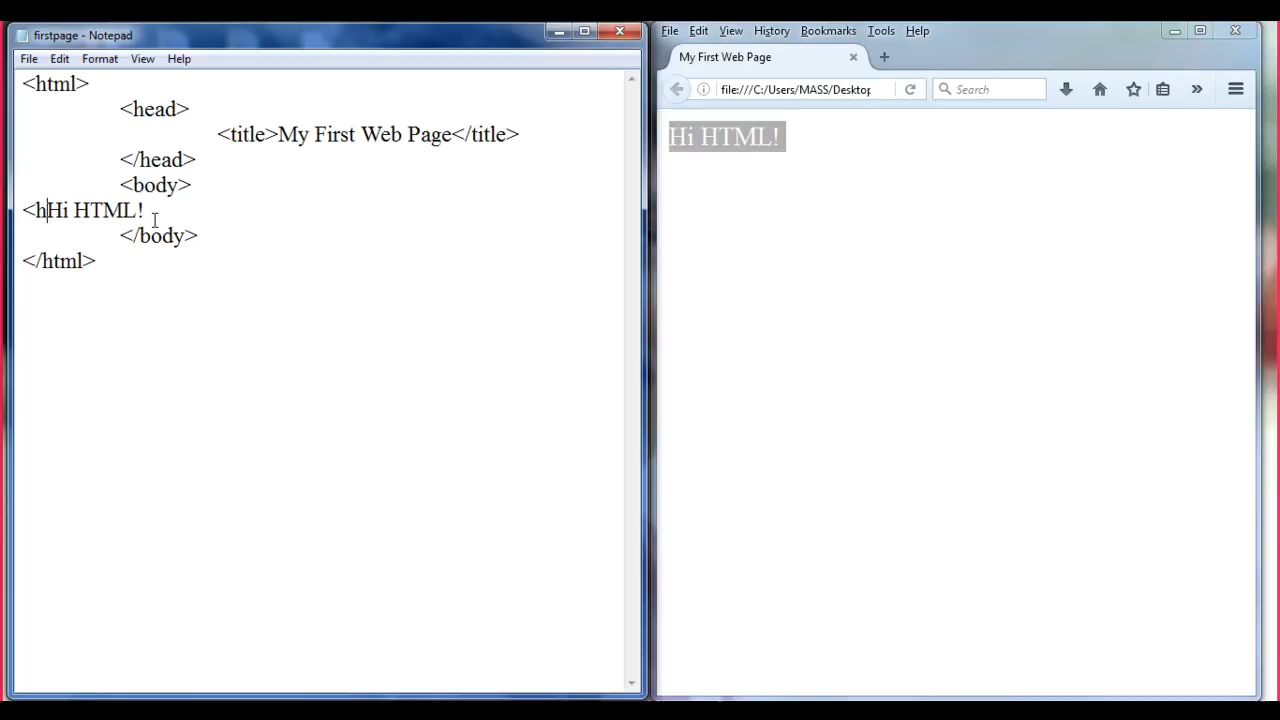 firstpage - Notepad
File Edit Format View Help
<html>
<head>
<title>My First Web Page</title>
</head>
<body>
<hHi HTML!
</body>
</html>
File Edit View History Bookmarks Tools Help
My First Web Page
file:///C:/Users/MASS/Desktop
Search
Hi HTML!